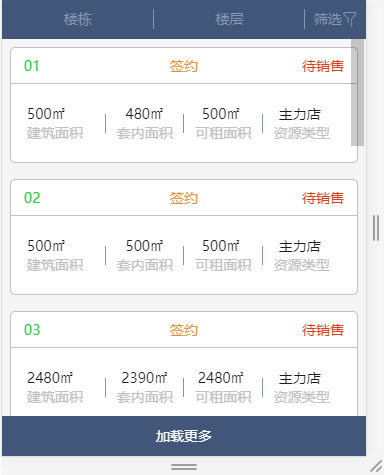 楼栋 楼层 筛选
01 签约 待销售
500㎡ 480㎡ 500㎡ 主力店
建筑面积 套内面积 可租面积 资源类型
02 签约 待销售
500㎡ 500㎡ 500㎡ 主力店
建筑面积 套内面积 可租面积 资源类型
03 签约 待销售
2480㎡ 2390㎡ 2480㎡ 主力店
建筑面积 套内面积 可租面积 资源类型
加载更多